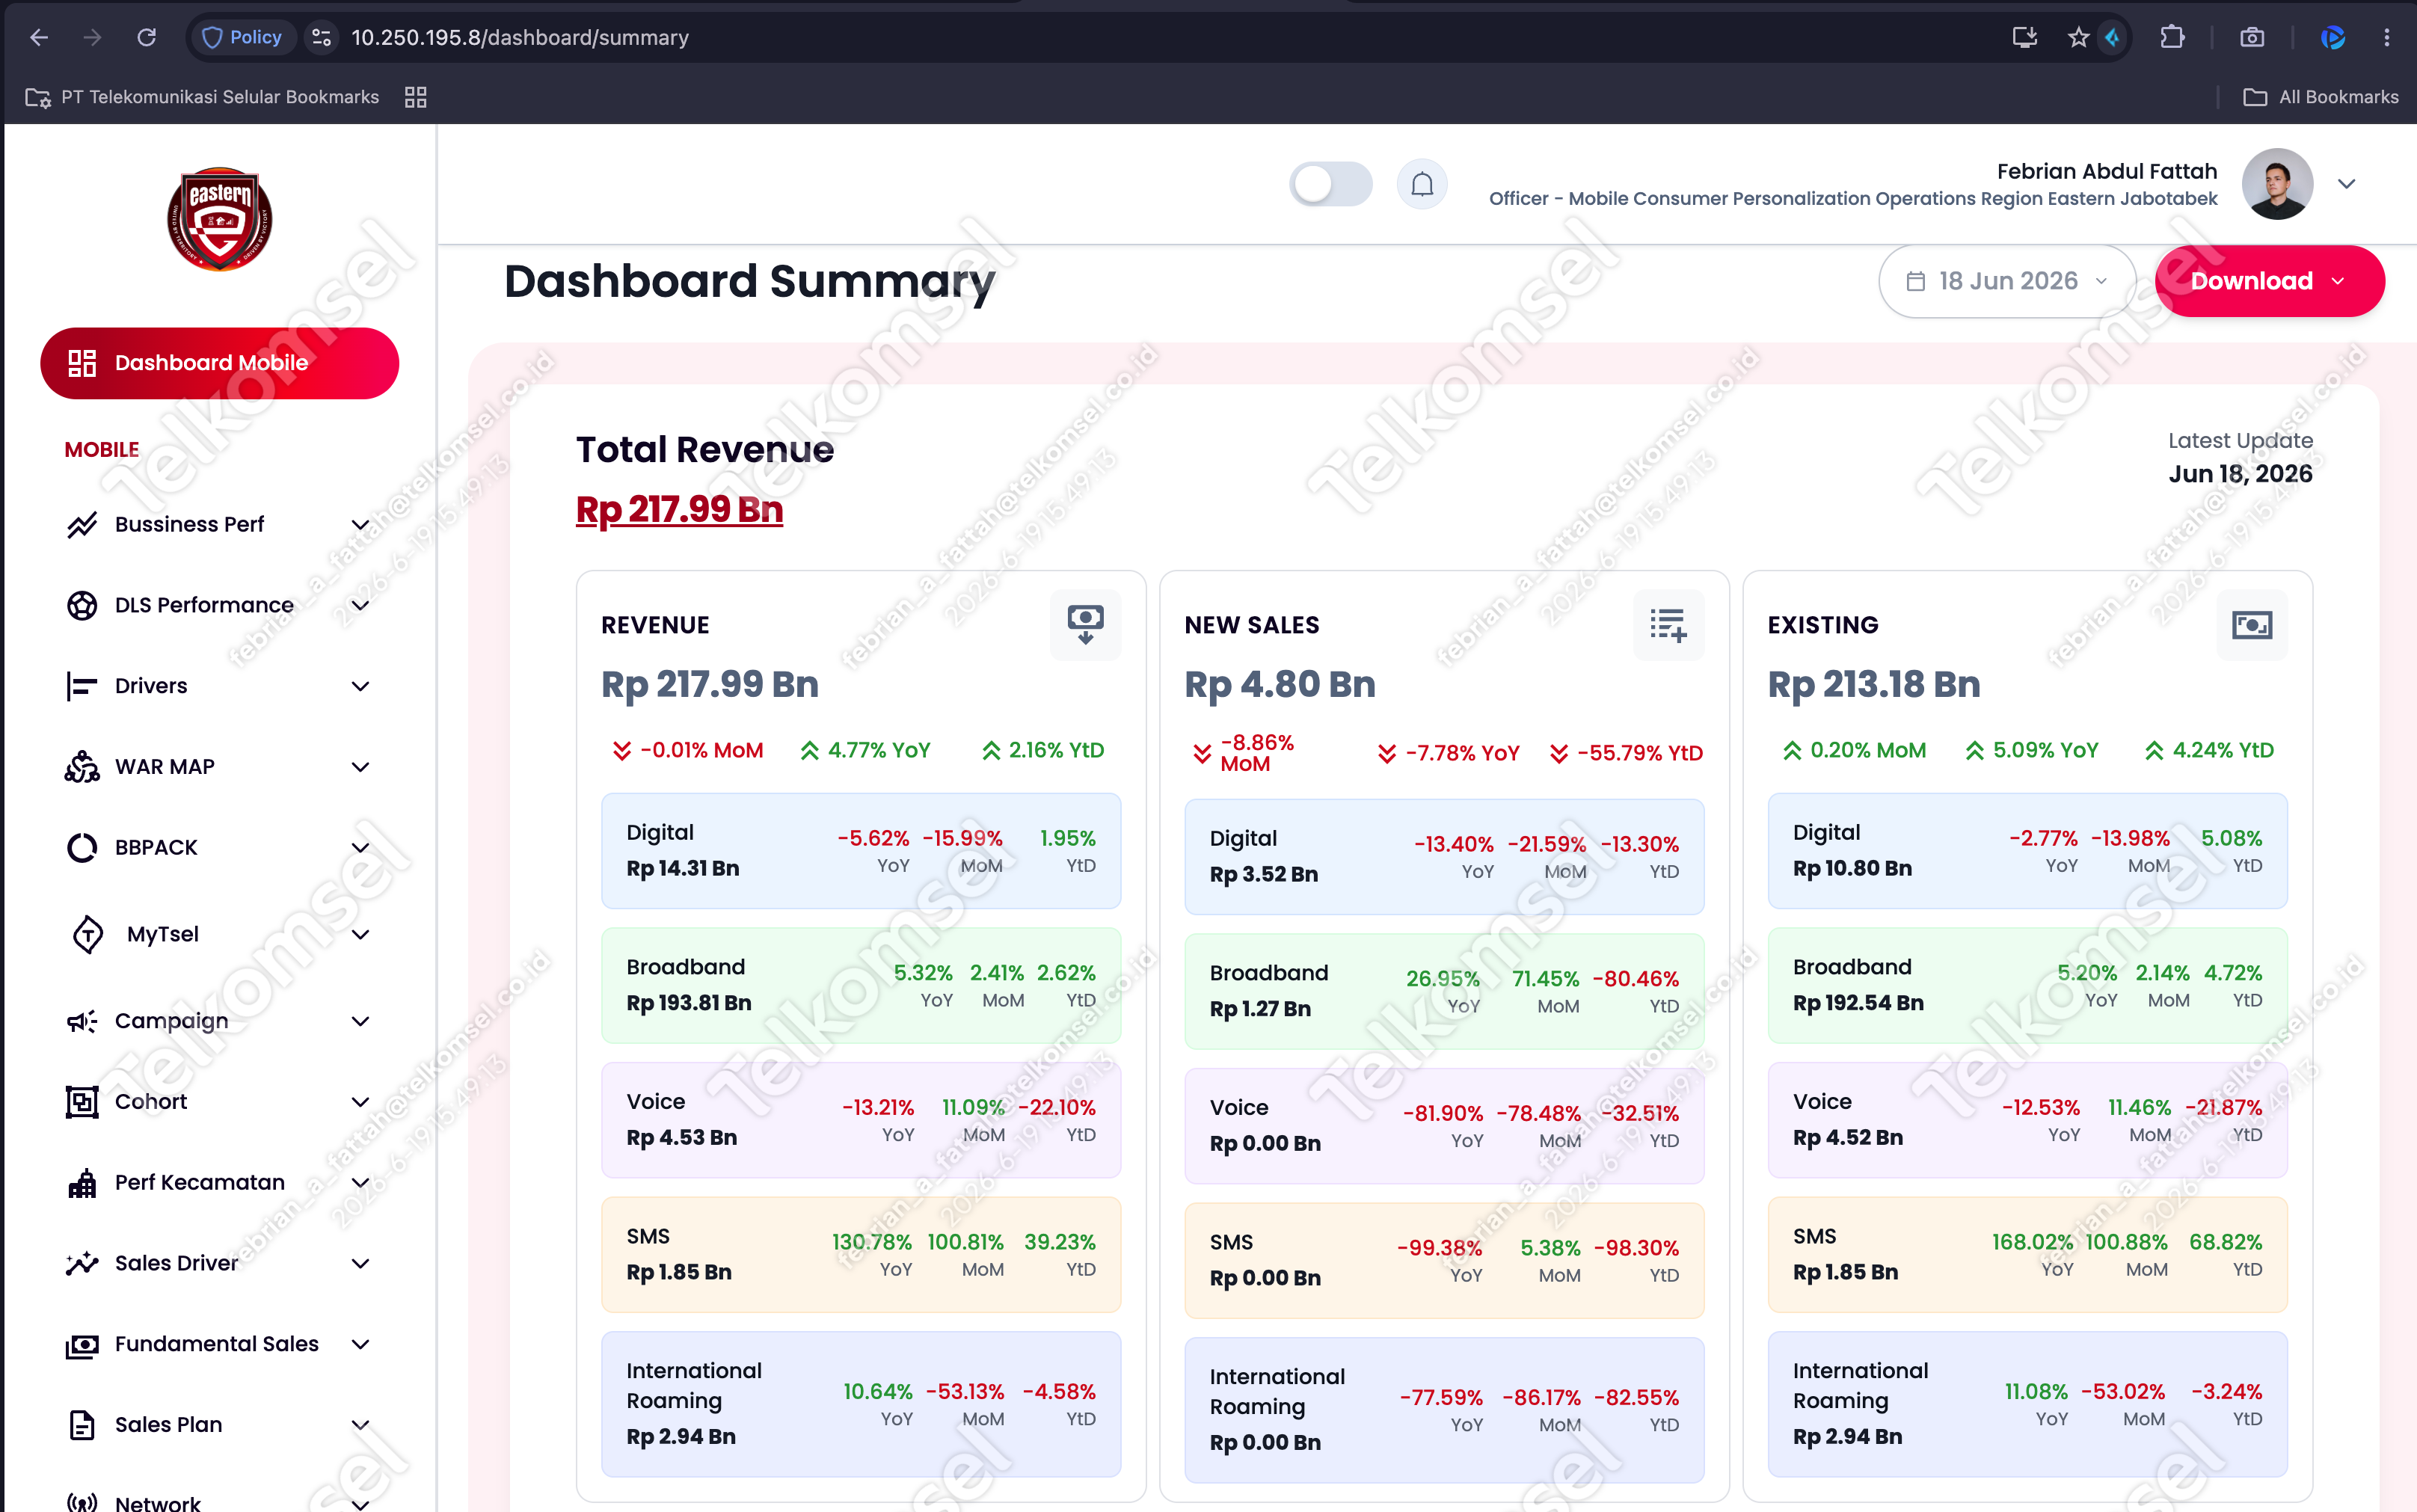 Policy
10.250.195.8/dashboard/summary
PT Telekomunikasi Selular Bookmarks
All Bookmarks
eastern
Febrian Abdul Fattah
Officer - Mobile Consumer Personalization Operations Region Eastern Jabotabek
Dashboard Summary
18 Jun 2026
Download
Dashboard Mobile
MOBILE
Bussiness Perf
DLS Performance
Drivers
WAR MAP
BBPACK
MyTsel
Campaign
Cohort
Perf Kecamatan
Sales Driver
Fundamental Sales
Sales Plan
Network
Total Revenue
Rp 217.99 Bn
Latest Update
Jun 18, 2026
REVENUE
Rp 217.99 Bn
-0.01% MoM 4.77% YoY 2.16% YtD
Digital
Rp 14.31 Bn
-5.62% -15.99% 1.95%
YoY MoM YtD
Broadband
Rp 193.81 Bn
5.32% 2.41% 2.62%
YoY MoM YtD
Voice
Rp 4.53 Bn
-13.21% 11.09% -22.10%
YoY MoM YtD
SMS
Rp 1.85 Bn
130.78% 100.81% 39.23%
YoY MoM YtD
International
Roaming
Rp 2.94 Bn
10.64% -53.13% -4.58%
YoY MoM YtD
NEW SALES
Rp 4.80 Bn
-8.86%
MoM
-7.78% YoY -55.79% YtD
Digital
Rp 3.52 Bn
-13.40% -21.59% -13.30%
YoY MoM YtD
Broadband
Rp 1.27 Bn
26.95% 71.45% -80.46%
YoY MoM YtD
Voice
Rp 0.00 Bn
-81.90% -78.48% -32.51%
YoY MoM YtD
SMS
Rp 0.00 Bn
-99.38% 5.38% -98.30%
YoY MoM YtD
International
Roaming
Rp 0.00 Bn
-77.59% -86.17% -82.55%
YoY MoM YtD
EXISTING
Rp 213.18 Bn
0.20% MoM 5.09% YoY 4.24% YtD
Digital
Rp 10.80 Bn
-2.77% -13.98% 5.08%
YoY MoM YtD
Broadband
Rp 192.54 Bn
5.20% 2.14% 4.72%
YoY MoM YtD
Voice
Rp 4.52 Bn
-12.53% 11.46% -21.87%
YoY MoM YtD
SMS
Rp 1.85 Bn
168.02% 100.88% 68.82%
YoY MoM YtD
International
Roaming
Rp 2.94 Bn
11.08% -53.02% -3.24%
YoY MoM YtD
Telkomsel
febrian_a_fattah@telkomsel.co.id
2026-6-19 15:49:13